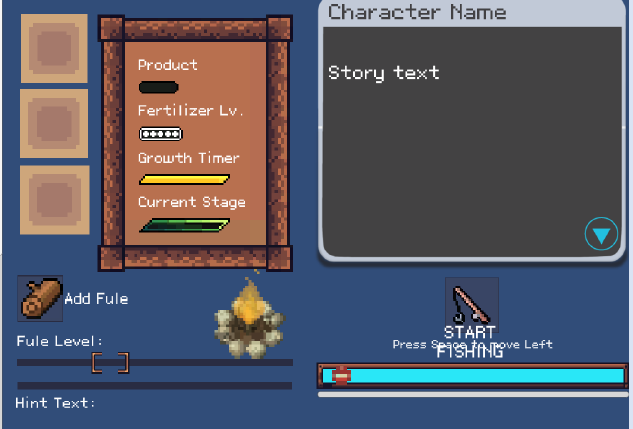 Character Name
Story text
Product
Fertilizer Lv.
Growth Timer
Current Stage
Add Fule
Fule Level:
Hint Text:
START
Press Space to move Left
FISHING